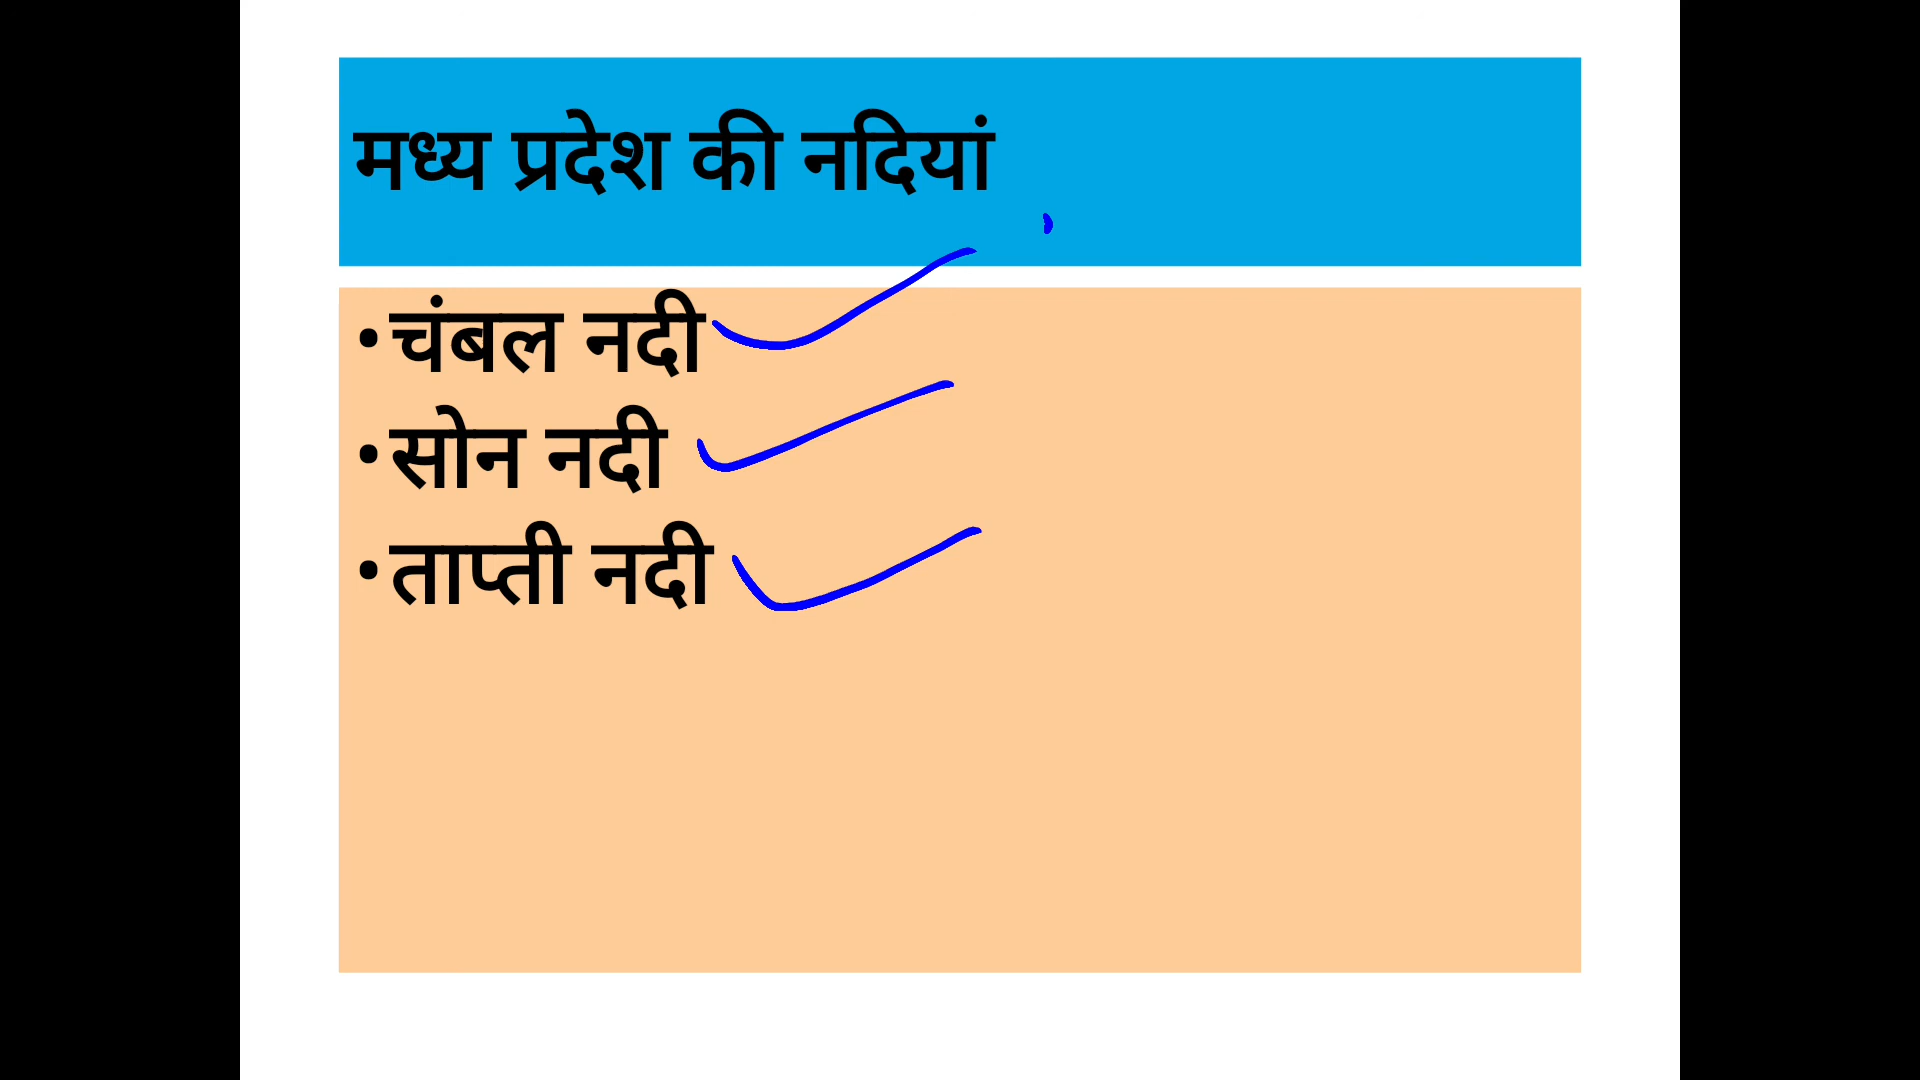 मध्य प्रदेश की नदियां
•चंबल नदी
•सोन नदी
•ताप्ती नदी